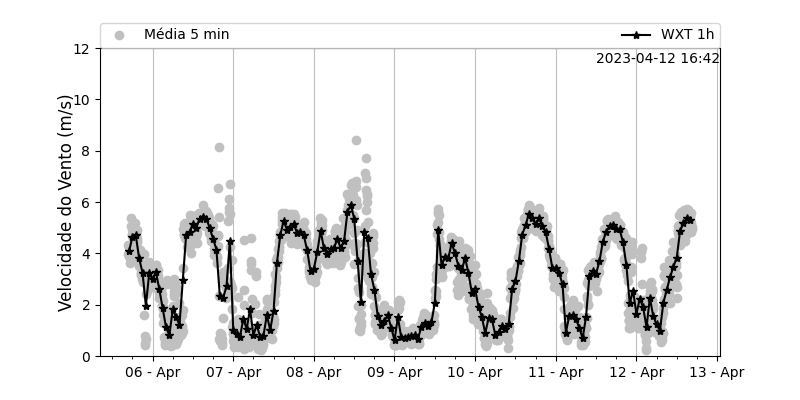 Média 5 min
WXT 1h
2023-04-12 16:42
Velocidade do Vento (m/s)
12
10
8
6
4
2
0
06 - Apr
07 - Apr
08 - Apr
09 - Apr
10 - Apr
11 - Apr
12 - Apr
13 - Apr